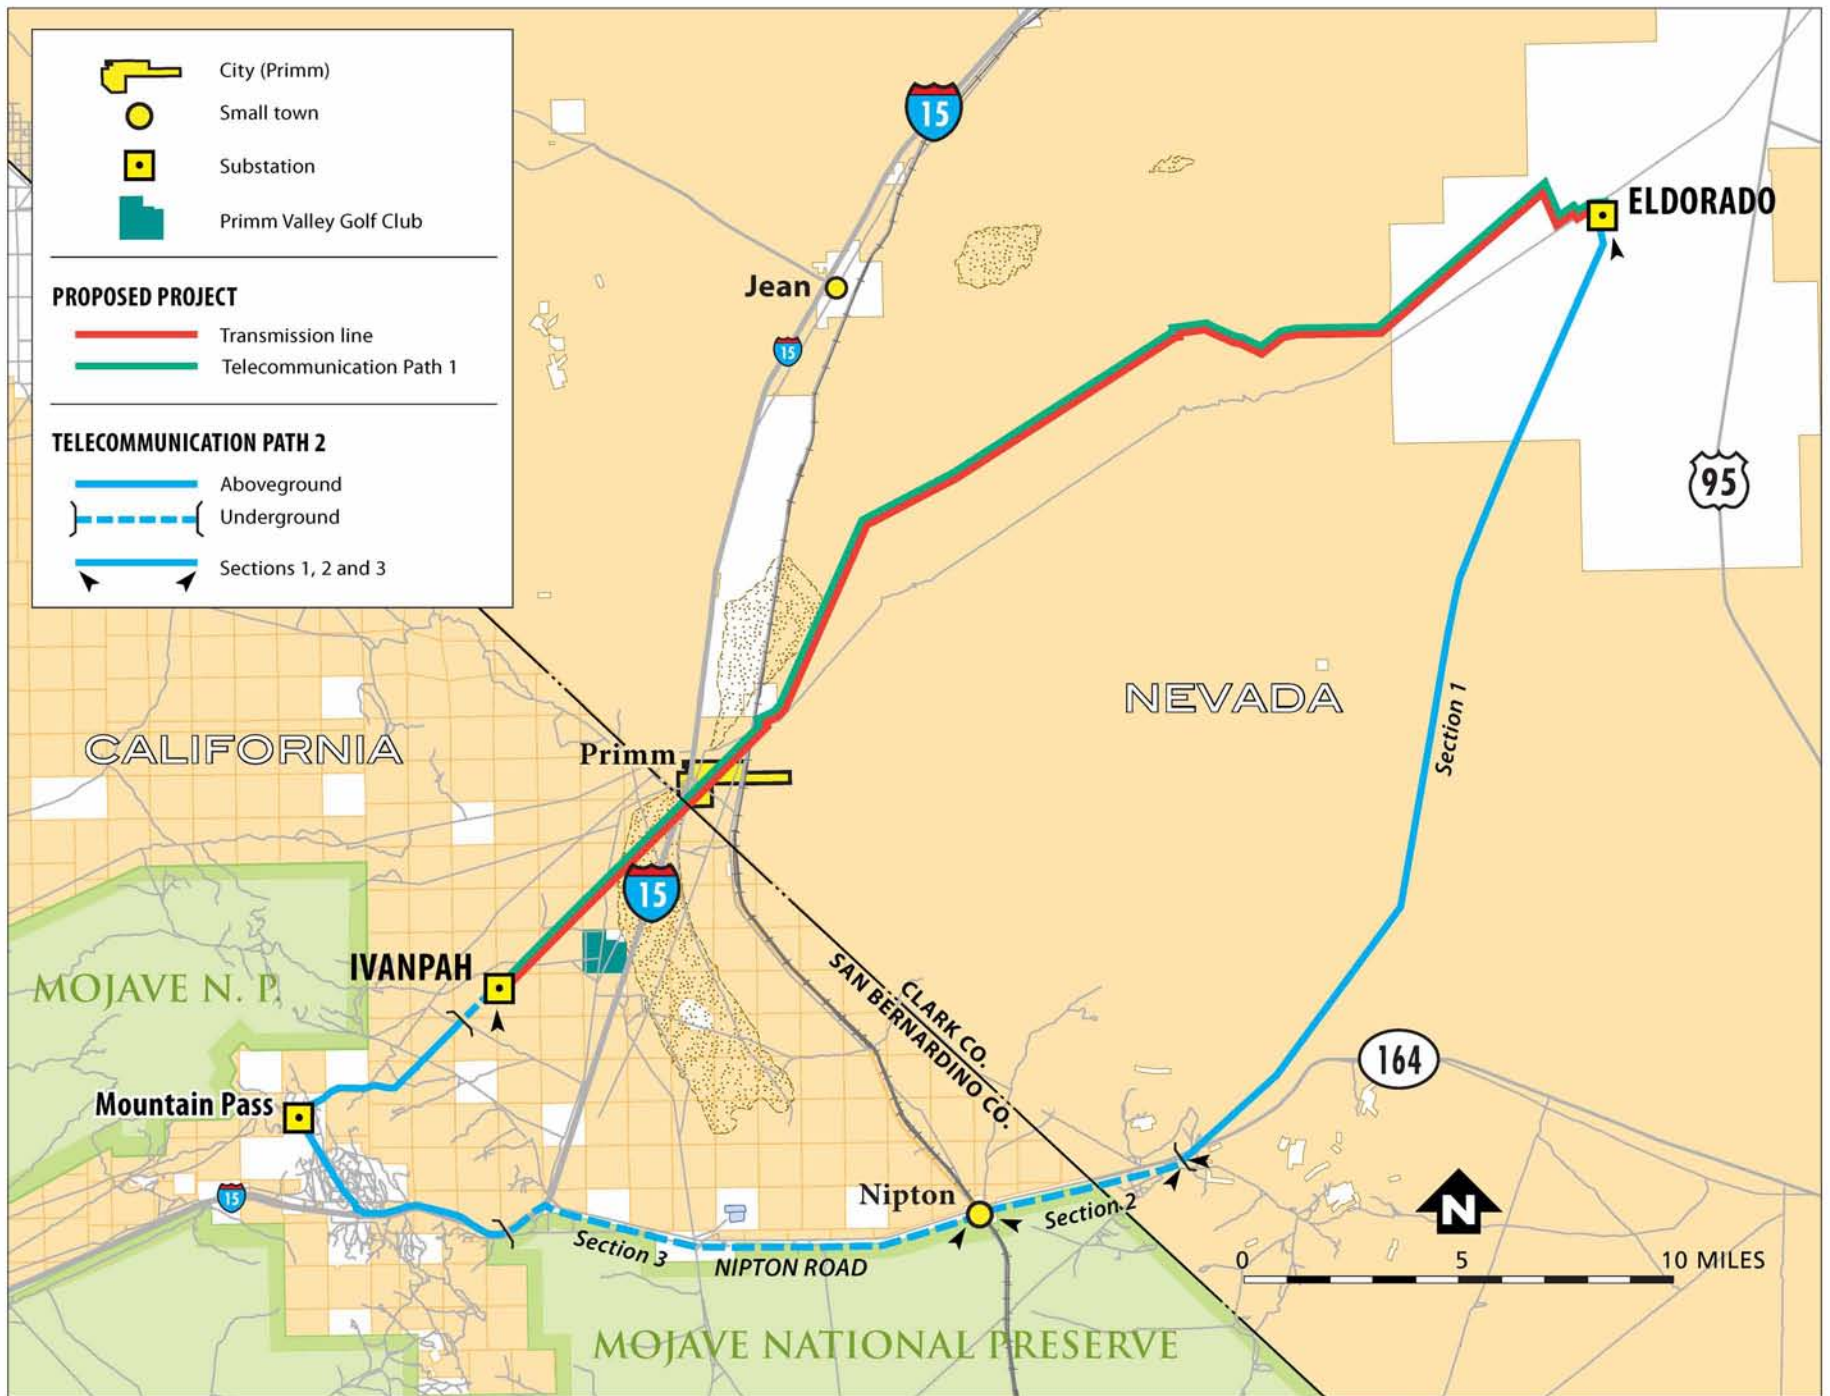 City (Primm)
Small town
Substation
Primm Valley Golf Club
PROPOSED PROJECT
Transmission line
Telecommunication Path 1
TELECOMMUNICATION PATH 2
Aboveground
Underground
Sections 1, 2 and 3
15
ELDORADO
Jean
15
95
NEVADA
Section 1
CALIFORNIA
Primm
15
IVANPAH
MOJAVE N. P.
CLARK CO.
SAN BERNARDINO CO.
164
Mountain Pass
15
Nipton
Section 2
Section 3
NIPTON ROAD
N
0 5 10 MILES
MOJAVE NATIONAL PRESERVE